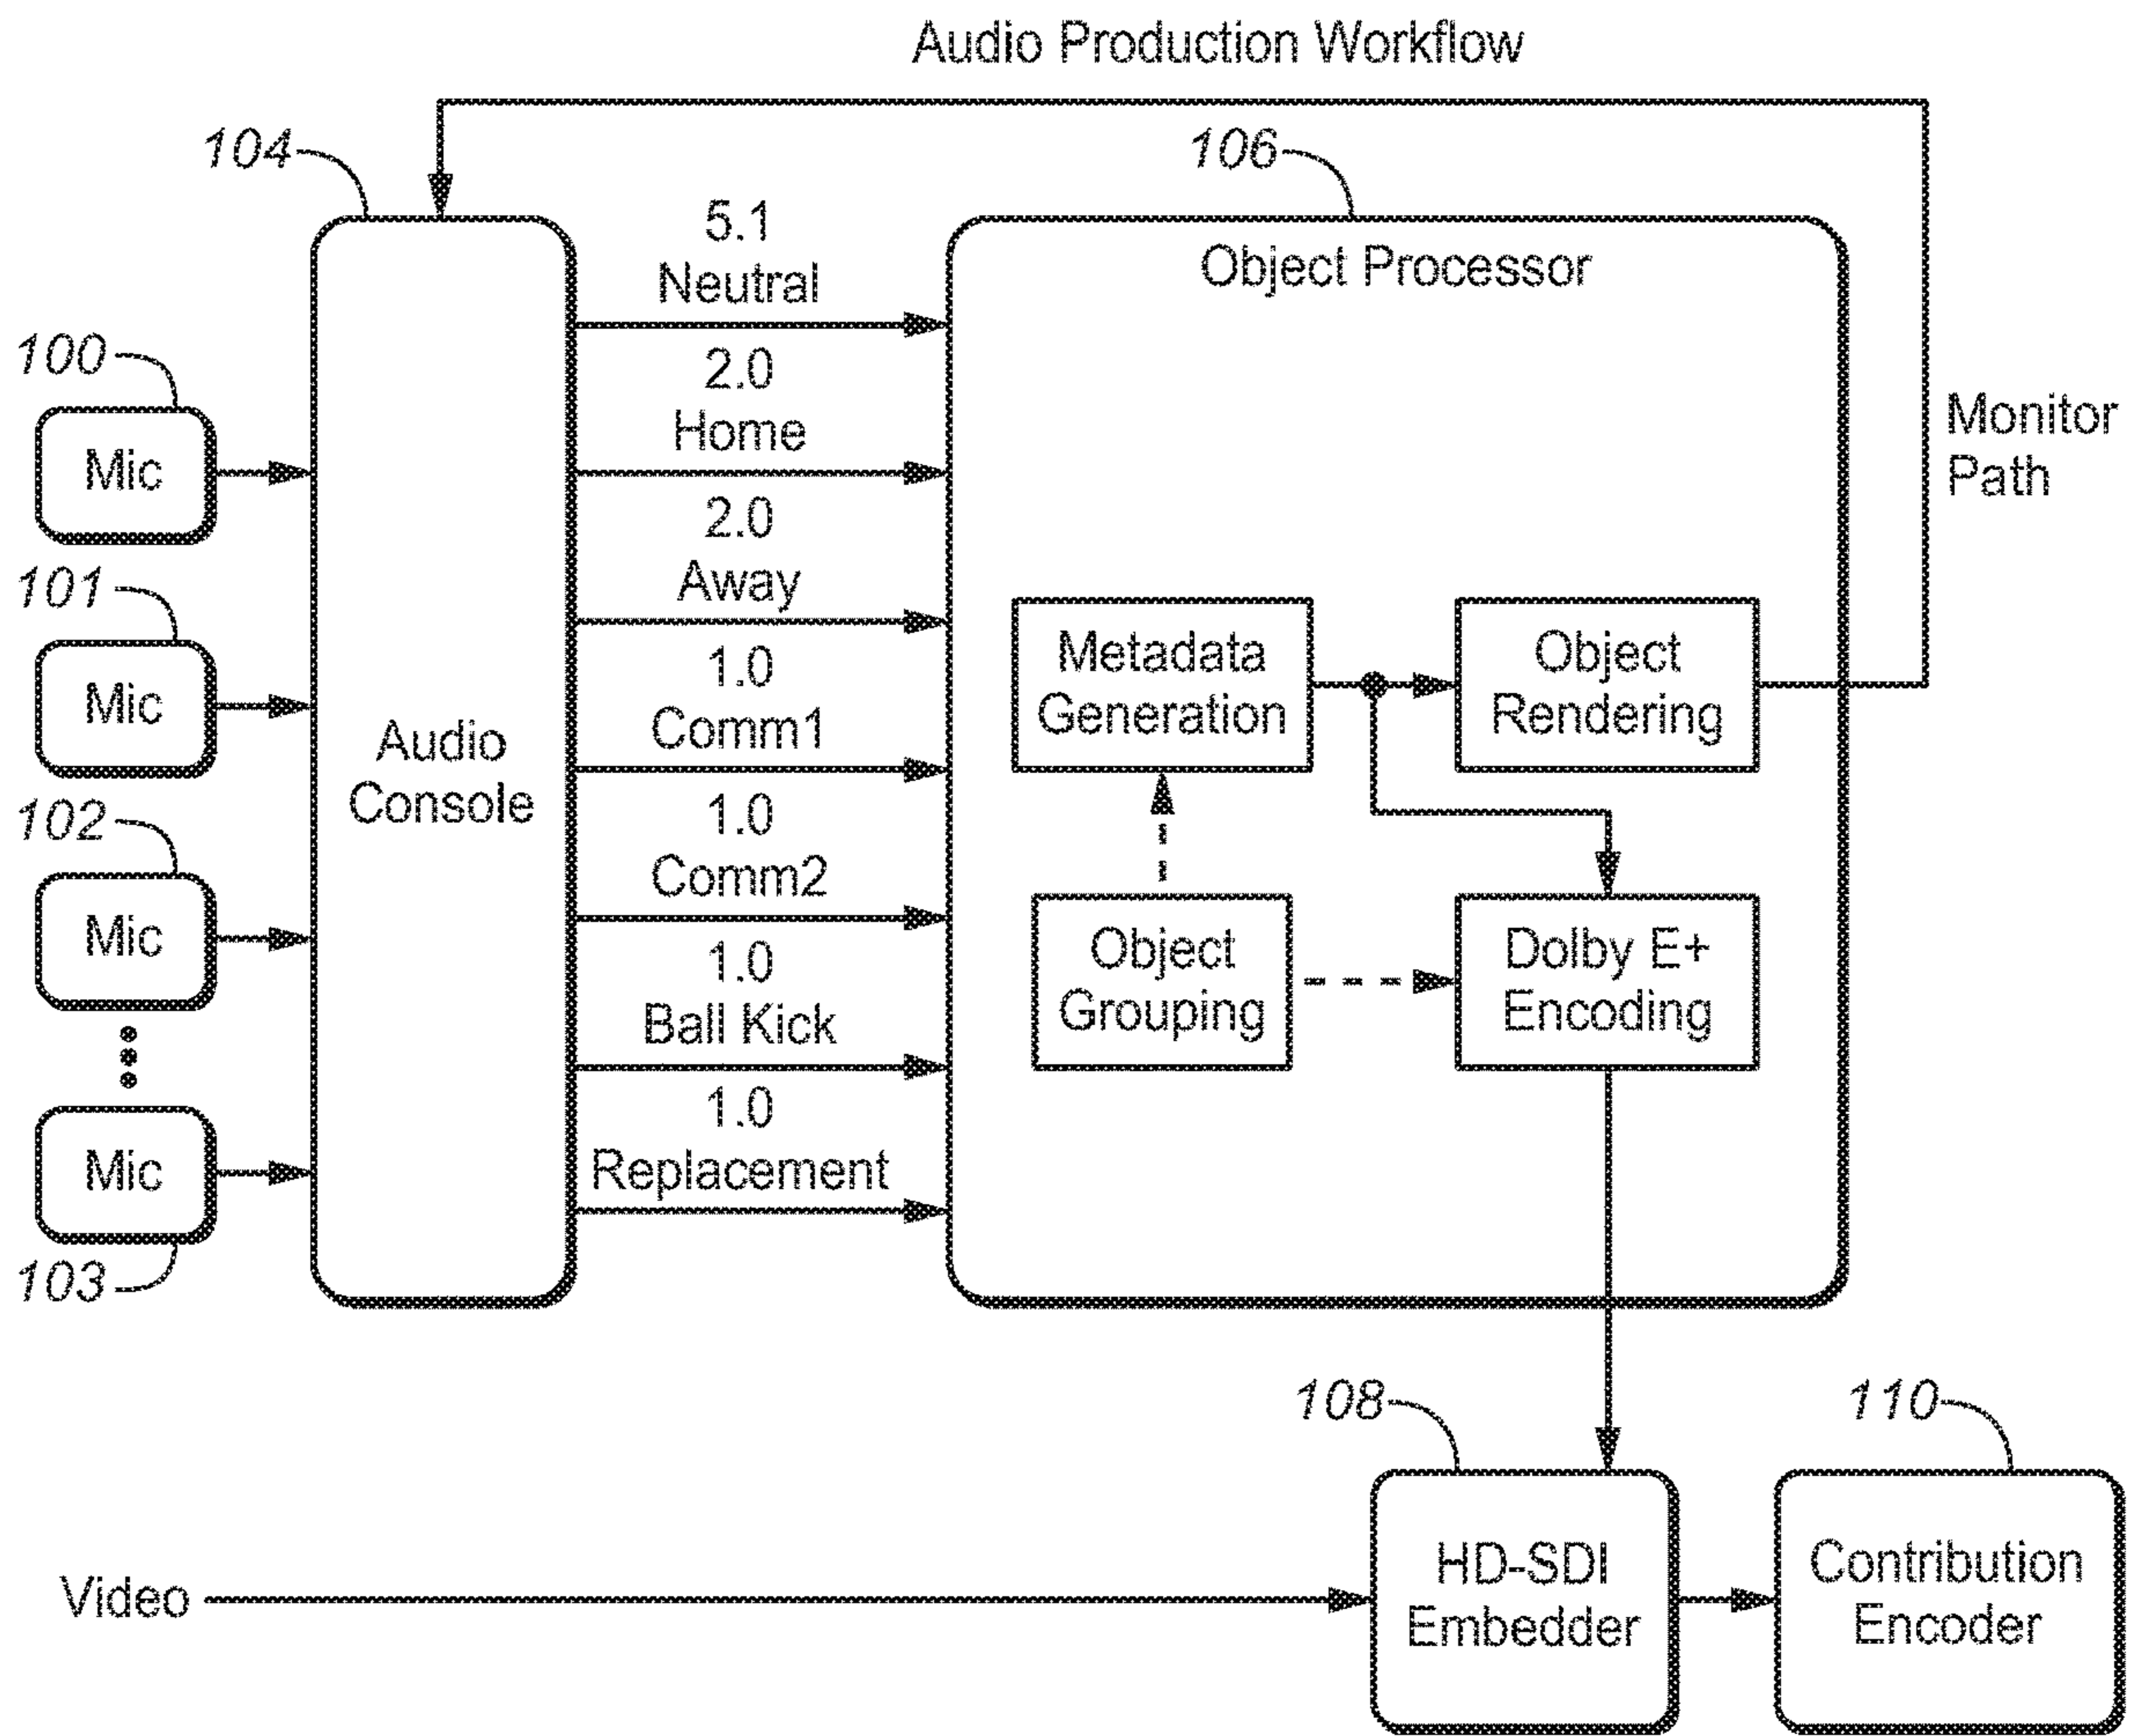 Audio Production Workflow
104
106
5.1
Neutral
Object Processor
100
2.0
Home
Monitor
Path
Mic
2.0
Away
101
Mic
1.0
Comm1
Metadata
Generation
Object
Rendering
Audio
Console
102
1.0
Comm2
Mic
Object
Grouping
Dolby E+
Encoding
1.0
Ball Kick
1.0
Replacement
Mic
103
108
110
Video
HD-SDI
Embedder
Contribution
Encoder